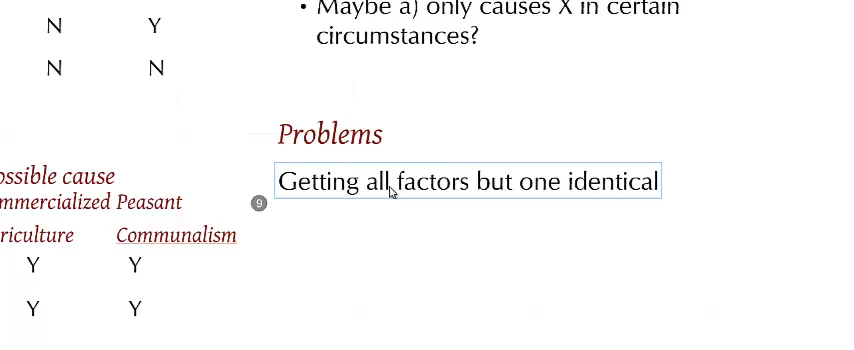 N Y
• Maybe a) only causes X in certain
circumstances?
N N
Problems
Getting all factors but one identical
9
ossible cause
mmercialized Peasant
riculture Communalism
Y Y
Y Y